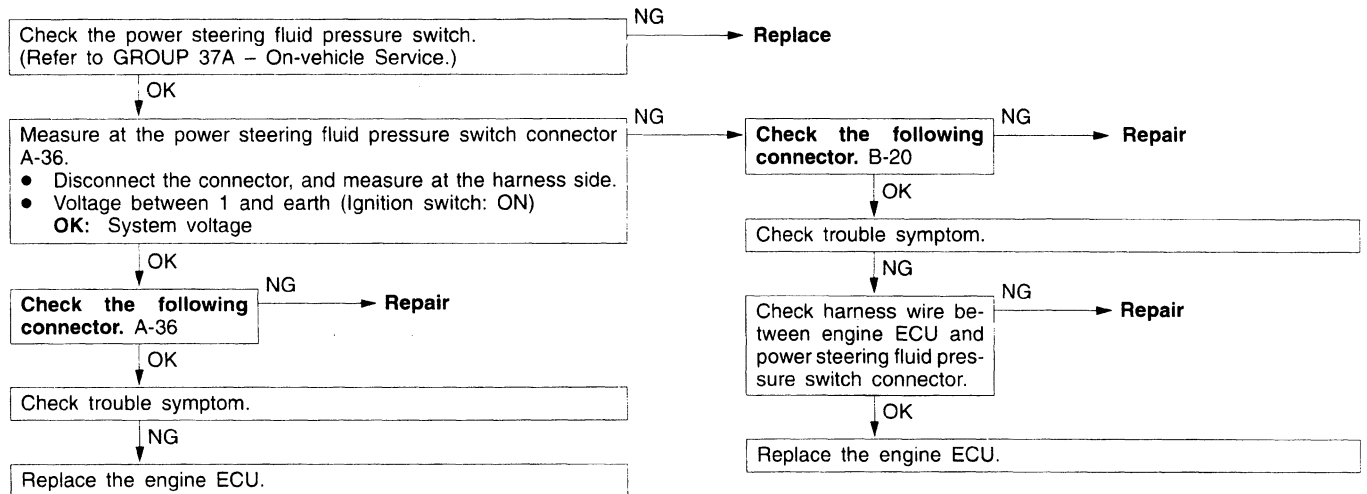 Check the power steering fluid pressure switch.
(Refer to GROUP 37A – On-vehicle Service.)
NG
Replace
OK
Measure at the power steering fluid pressure switch connector
A-36.
● Disconnect the connector, and measure at the harness side.
● Voltage between 1 and earth (Ignition switch: ON)
OK: System voltage
NG
Check the following
connector. B-20
NG
Repair
OK
Check trouble symptom.
NG
Check harness wire be-
tween engine ECU and
power steering fluid pres-
sure switch connector.
NG
Repair
OK
Replace the engine ECU.
OK
Check the following
connector. A-36
NG
Repair
OK
Check trouble symptom.
NG
Replace the engine ECU.